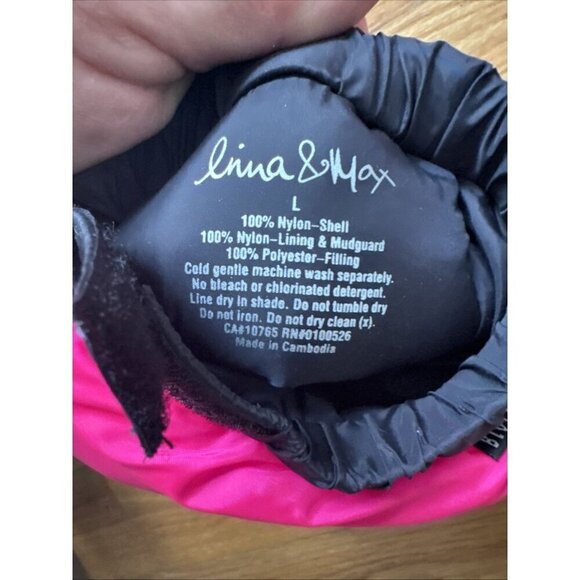 Linna & Max
L
100% Nylon–Shell
100% Nylon–Lining & Mudguard
100% Polyester–Filling
Cold gentle machine wash separately.
No bleach or chlorinated detergent.
Line dry in shade. Do not tumble dry
Do not iron. Do not dry clean (x).
CA#10765 RN#0100526
Made in Cambodia